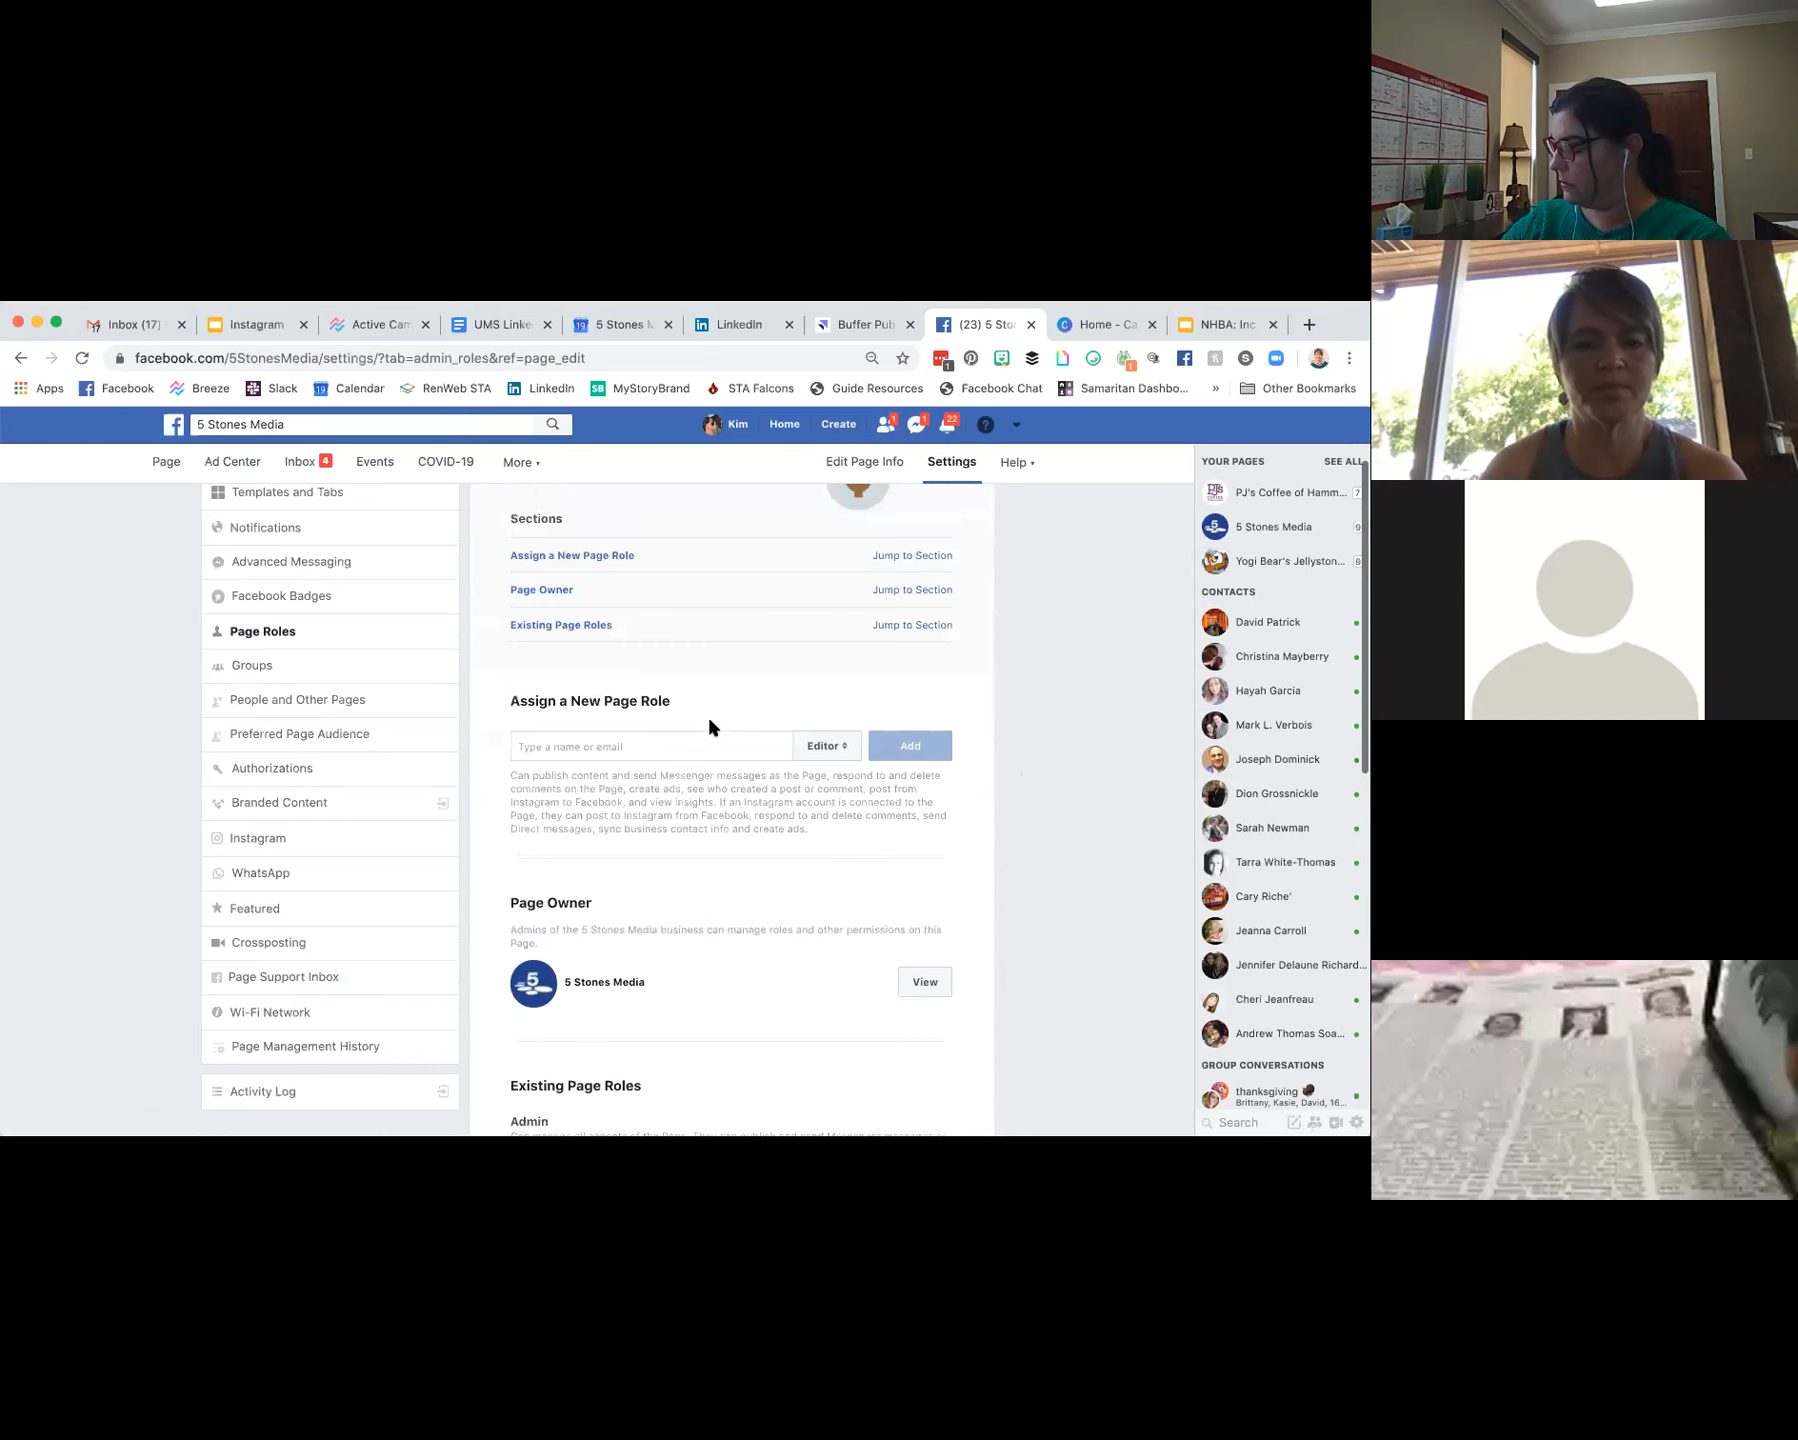 Inbox (17)
Instagram
Active Cam
UMS Linke
5 Stones M
LinkedIn
Buffer Pub
(23) 5 Sto
Home - Ca
NHBA: Inc
facebook.com/5StonesMedia/settings/?tab=admin_roles&ref=page_edit
Apps
Facebook
Breeze
Slack
Calendar
RenWeb STA
LinkedIn
MyStoryBrand
STA Falcons
Guide Resources
Facebook Chat
Samaritan Dashbo...
»
Other Bookmarks
5 Stones Media
Kim
Home
Create
1
1
22
Page
Ad Center
Inbox 4
Events
COVID-19
More
Edit Page Info
Settings
Help
Templates and Tabs
Notifications
Advanced Messaging
Facebook Badges
Page Roles
Groups
People and Other Pages
Preferred Page Audience
Authorizations
Branded Content
Instagram
WhatsApp
Featured
Crossposting
Page Support Inbox
Wi-Fi Network
Page Management History
Activity Log
Sections
Assign a New Page Role Jump to Section
Page Owner Jump to Section
Existing Page Roles Jump to Section
Assign a New Page Role
Type a name or email Editor Add
Can publish content and send Messenger messages as the Page, respond to and delete
comments on the Page, create ads, see who created a post or comment, post from
Instagram to Facebook, and view insights. If an Instagram account is connected to the
Page, they can post to Instagram from Facebook, respond to and delete comments, send
Direct messages, sync business contact info and create ads.
Page Owner
Admins of the 5 Stones Media business can manage roles and other permissions on this
Page.
5 Stones Media View
Existing Page Roles
Admin
YOUR PAGES SEE ALL
PJ's Coffee of Hamm... 7
5 Stones Media 9
Yogi Bear's Jellyston... 9
CONTACTS
David Patrick
Christina Mayberry
Hayah Garcia
Mark L. Verbois
Joseph Dominick
Dion Grossnickle
Sarah Newman
Tarra White-Thomas
Cary Riche'
Jeanna Carroll
Jennifer Delaune Richard...
Cheri Jeanfreau
Andrew Thomas Soa...
GROUP CONVERSATIONS
thanksgiving
Brittany, Kasie, David, 16...
Search